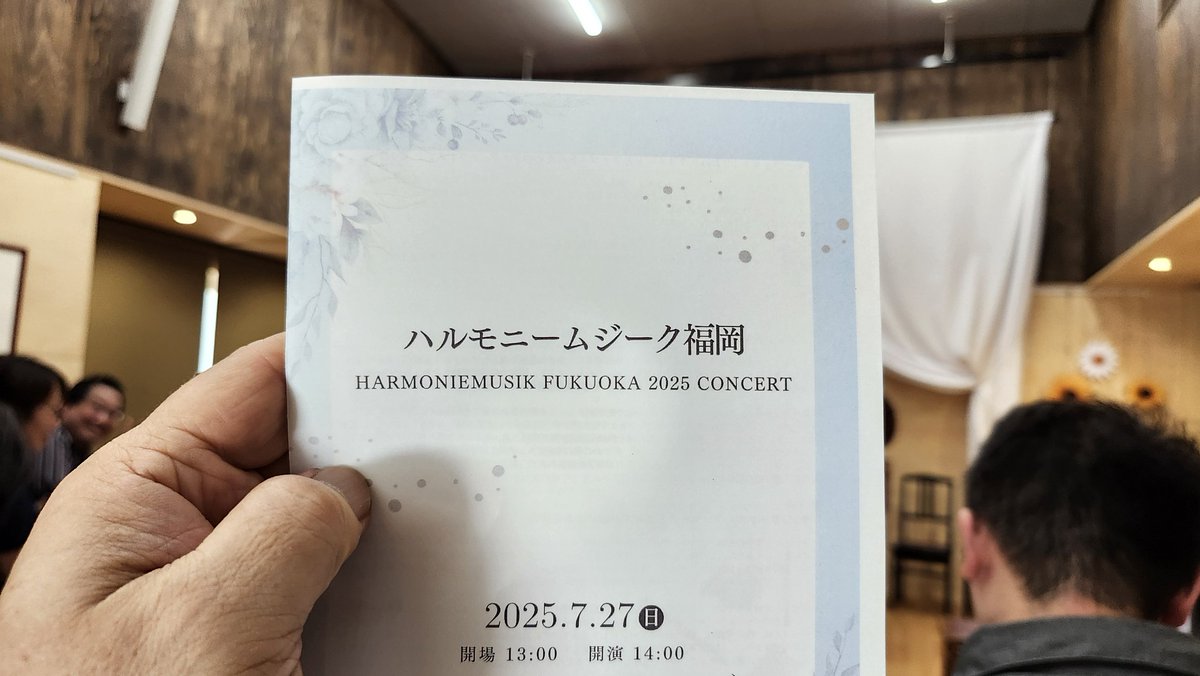 ハルモニームジーク福岡
HARMONIEMUSIK FUKUOKA 2025 CONCERT
2025.7.27日
開場 13:00 開演 14:00